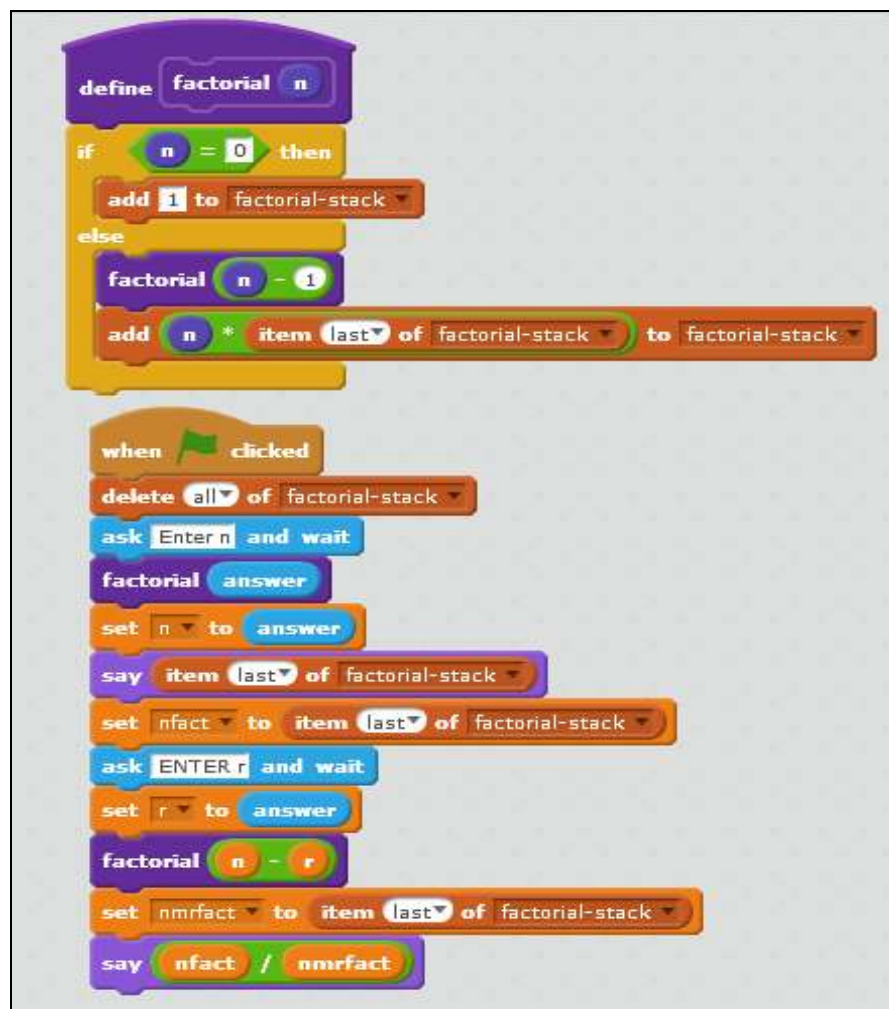 define factorial n
if n = 0 then
add 1 to factorial-stack
else
factorial n - 1
add n * item last of factorial-stack to factorial-stack
when clicked
delete all of factorial-stack
ask Enter n and wait
factorial answer
set n to answer
say item last of factorial-stack
set nfact to item last of factorial-stack
ask ENTER r and wait
set r to answer
factorial n - r
set nmrfact to item last of factorial-stack
say nfact / nmrfact